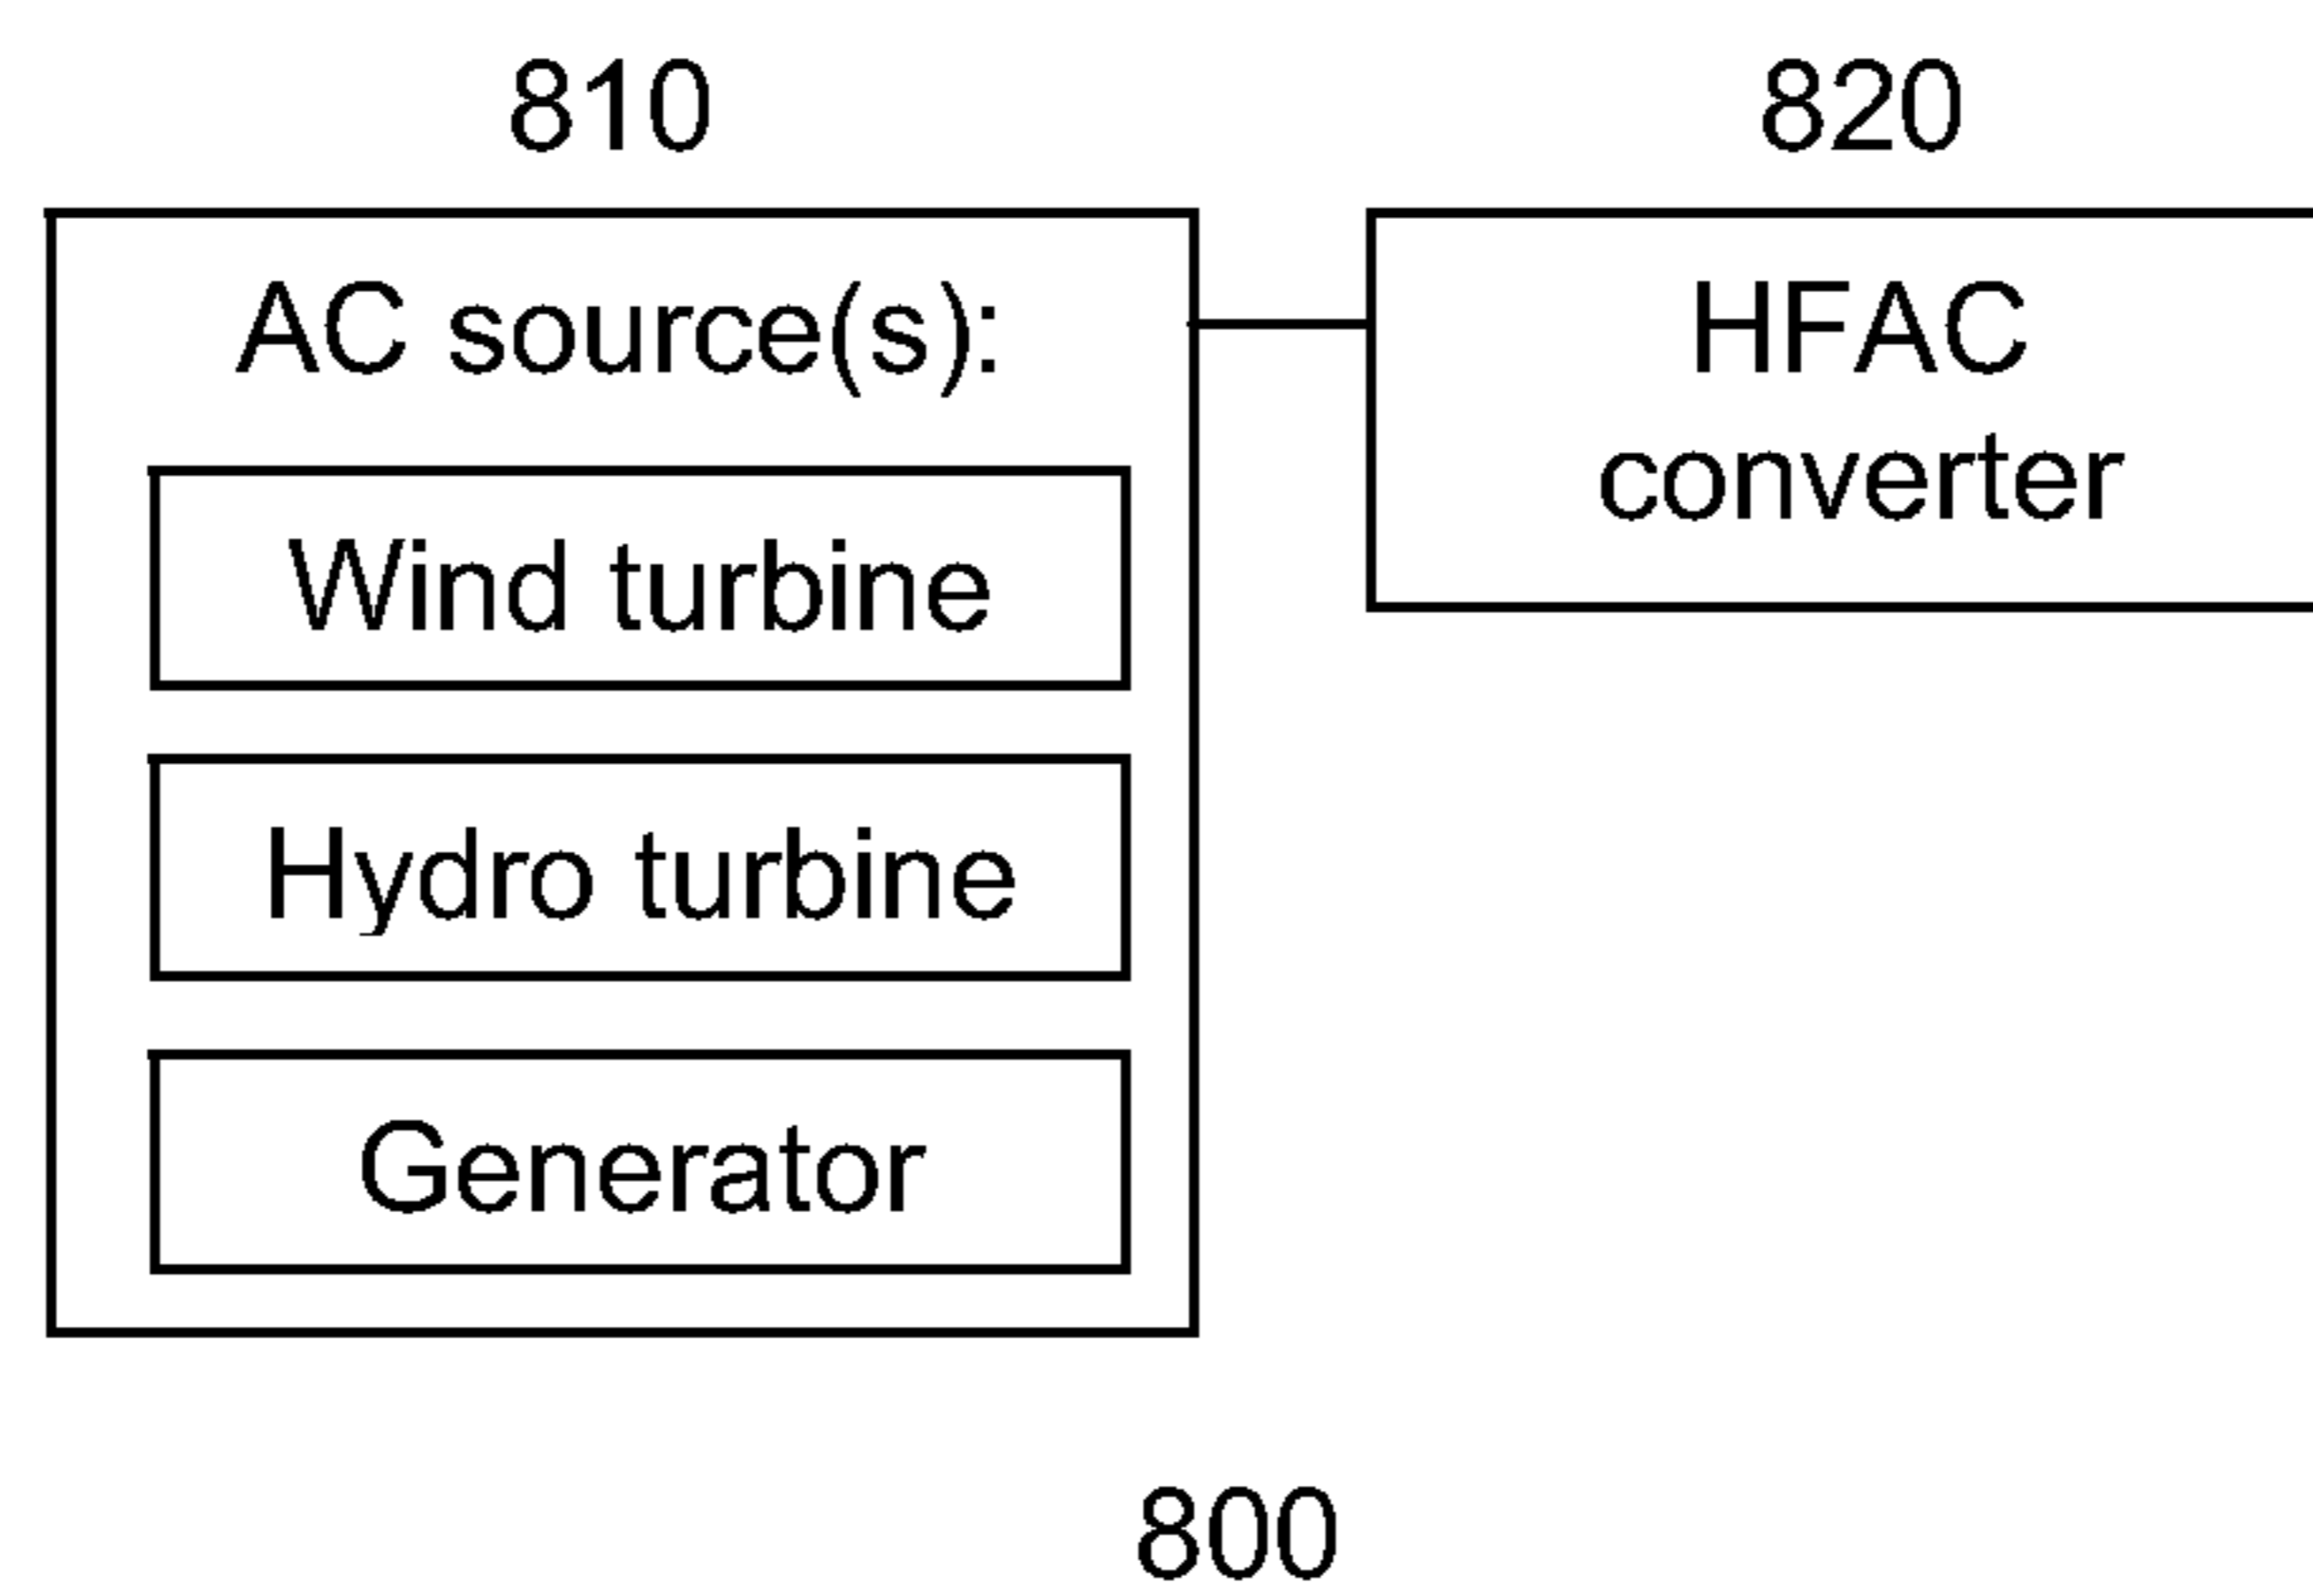 810
820
AC source(s):
HFAC
converter
Wind turbine
Hydro turbine
Generator
800